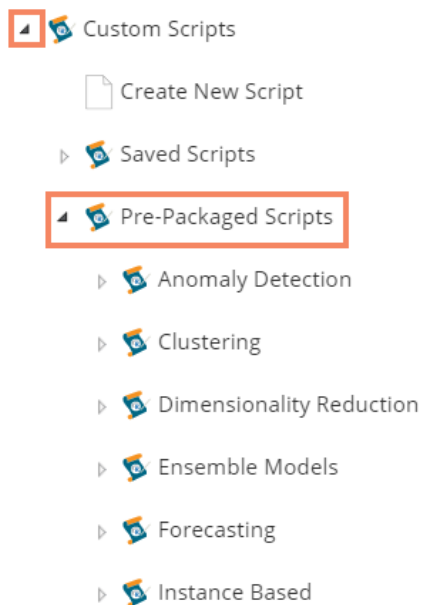 Custom Scripts
Create New Script
Saved Scripts
Pre-Packaged Scripts
Anomaly Detection
Clustering
Dimensionality Reduction
Ensemble Models
Forecasting
Instance Based